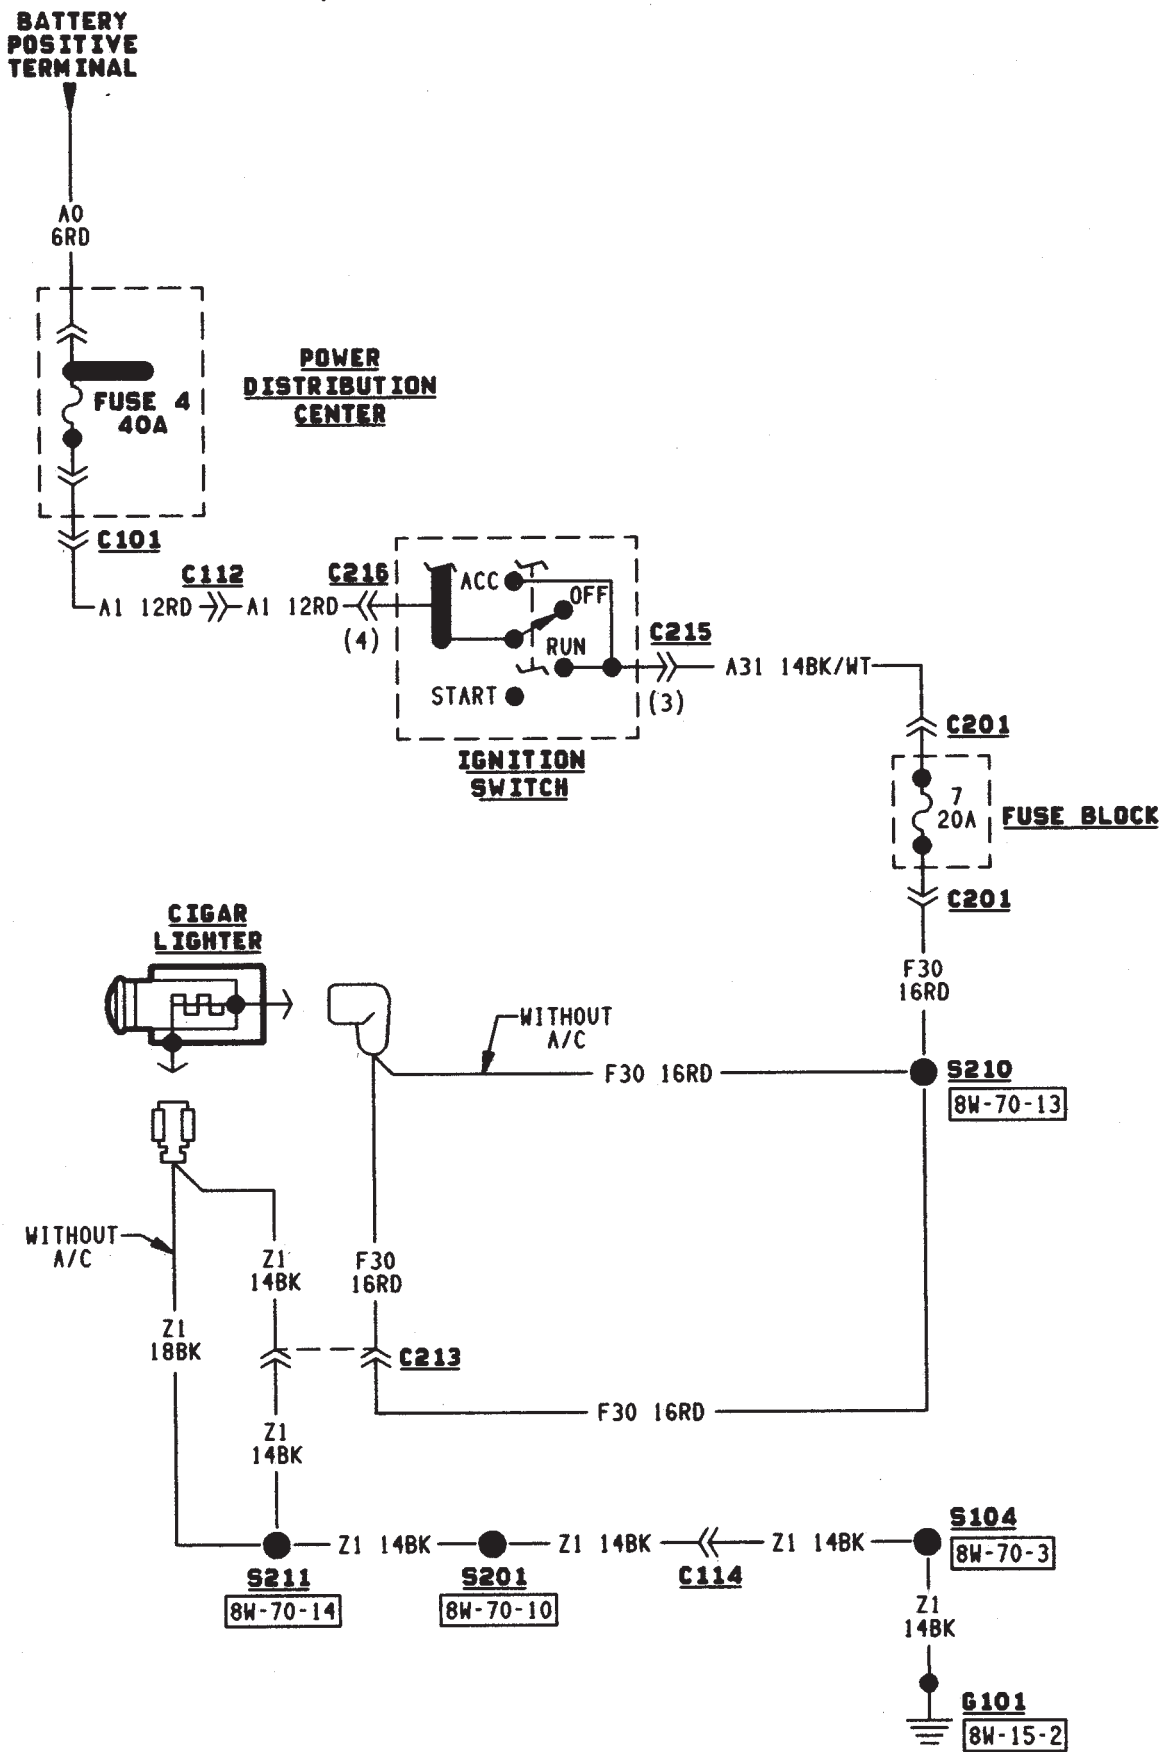 BATTERY
POSITIVE
TERMINAL
A0
6RD
POWER
DISTRIBUTION
CENTER
FUSE 4
40A
C101
C112
C216
A1 12RD
A1 12RD
(4)
ACC
OFF
RUN
START
C215
(3)
A31 14BK/WT
IGNITION
SWITCH
C201
7
20A
FUSE BLOCK
C201
CIGAR
LIGHTER
F30
16RD
WITHOUT
A/C
F30 16RD
S210
8W-70-13
WITHOUT
A/C
Z1
14BK
F30
16RD
Z1
18BK
C213
F30 16RD
Z1
14BK
S211
8W-70-14
Z1 14BK
S201
8W-70-10
Z1 14BK
C114
Z1 14BK
S104
8W-70-3
Z1
14BK
G101
8W-15-2